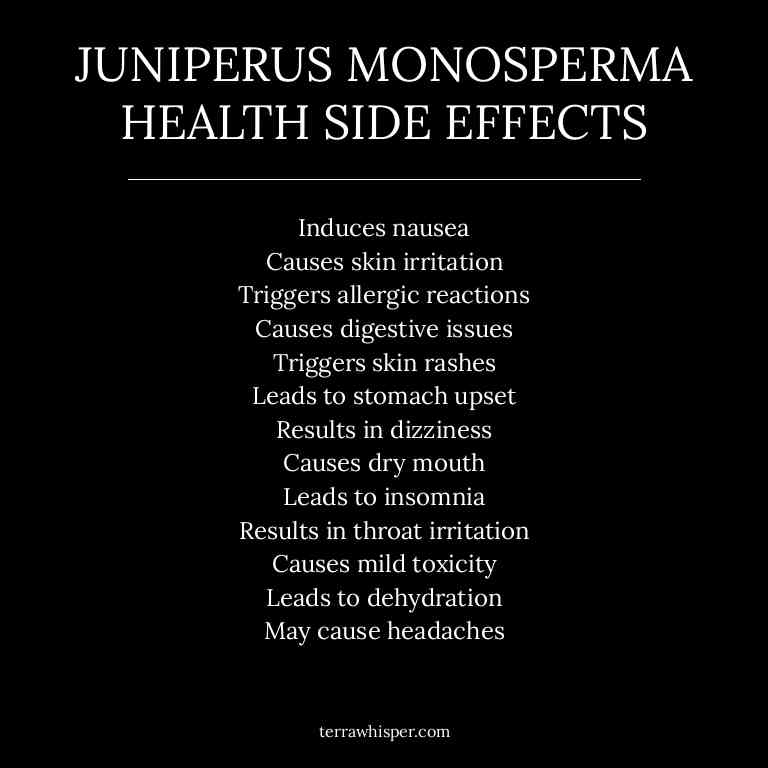 JUNIPERUS MONOSPERMA
HEALTH SIDE EFFECTS
Induces nausea
Causes skin irritation
Triggers allergic reactions
Causes digestive issues
Triggers skin rashes
Leads to stomach upset
Results in dizziness
Causes dry mouth
Leads to insomnia
Results in throat irritation
Causes mild toxicity
Leads to dehydration
May cause headaches
terrawhisper.com